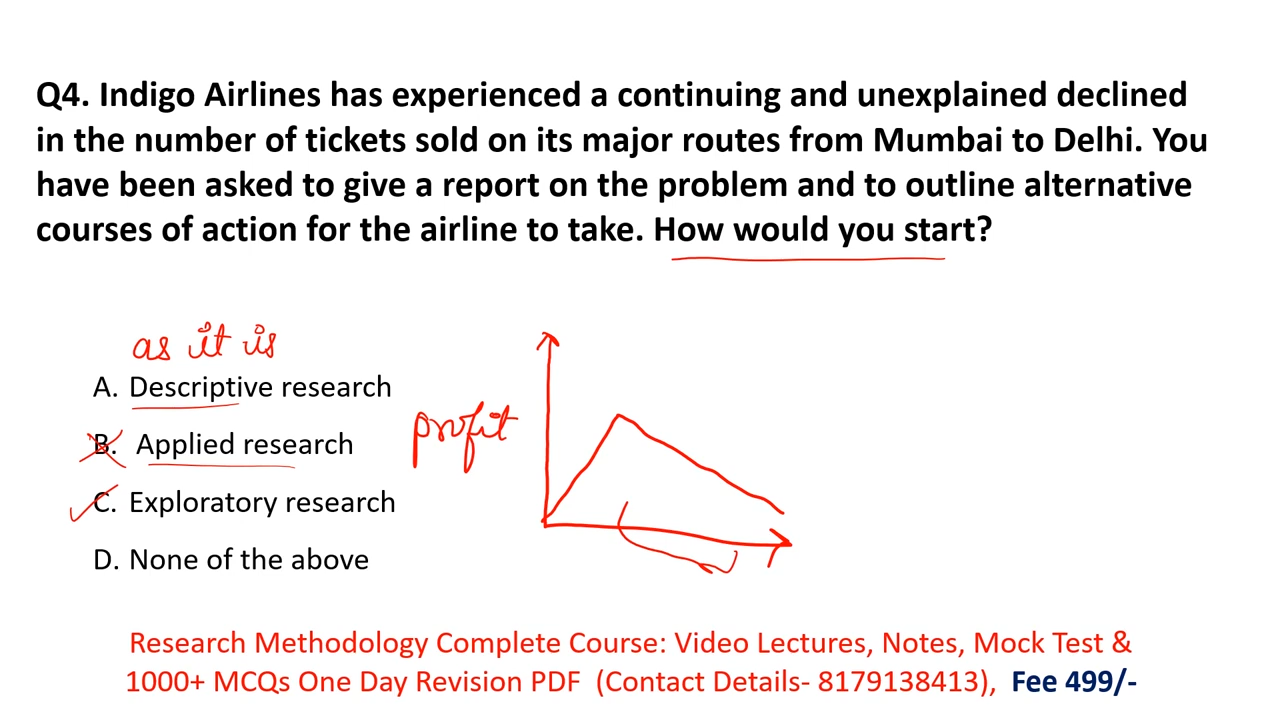 Q4. Indigo Airlines has experienced a continuing and unexplained declined
in the number of tickets sold on its major routes from Mumbai to Delhi. You
have been asked to give a report on the problem and to outline alternative
courses of action for the airline to take. How would you start?
as it is
A. Descriptive research
B. Applied research
profit
C. Exploratory research
D. None of the above
Research Methodology Complete Course: Video Lectures, Notes, Mock Test &
1000+ MCQs One Day Revision PDF (Contact Details- 8179138413), Fee 499/-